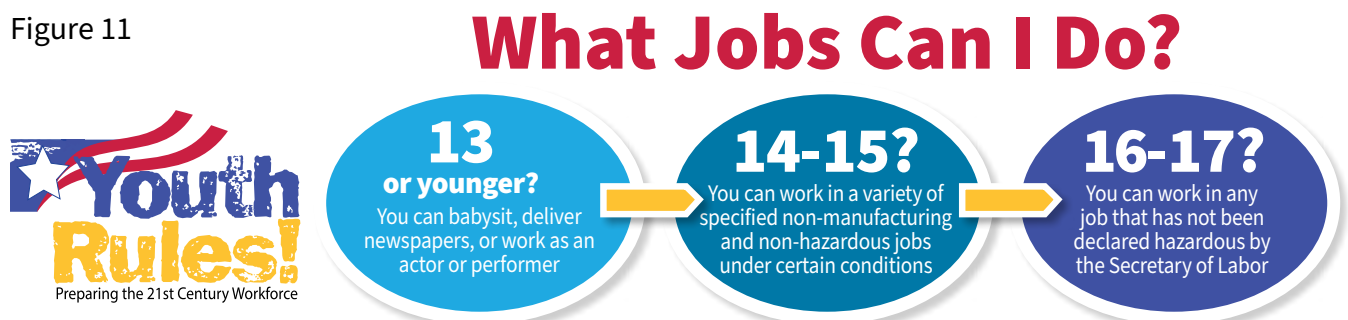 Figure 11
What Jobs Can I Do?
Youth
Rules!
Preparing the 21st Century Workforce
13
or younger?
You can babysit, deliver
newspapers, or work as an
actor or performer
14-15?
You can work in a variety of
specified non-manufacturing
and non-hazardous jobs
under certain conditions
16-17?
You can work in any
job that has not been
declared hazardous by
the Secretary of Labor